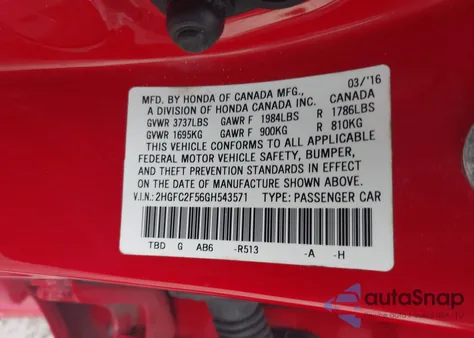 MFD. BY HONDA OF CANADA MFG., 03/'16
A DIVISION OF HONDA CANADA INC. CANADA
GVWR 3737LBS GAWR F 1984LBS R 1786LBS
GVWR 1695KG GAWR F 900KG R 810KG
THIS VEHICLE CONFORMS TO ALL APPLICABLE
FEDERAL MOTOR VEHICLE SAFETY, BUMPER,
AND THEFT PREVENTION STANDARDS IN EFFECT
ON THE DATE OF MANUFACTURE SHOWN ABOVE.
V.I.N.: 2HGFC2F56GH543571 TYPE: PASSENGER CAR
TBD G AB6 -R513 -A -H
autoSnap